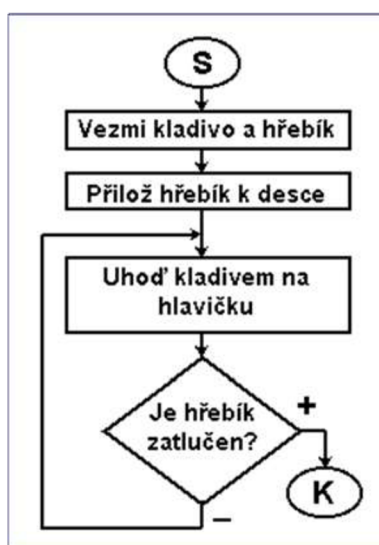 S
Vezmi kladivo a hřebík
Přilož hřebík k desce
Uhoď kladivem na
hlavičku
Je hřebík
zatlučen?
+
K
–